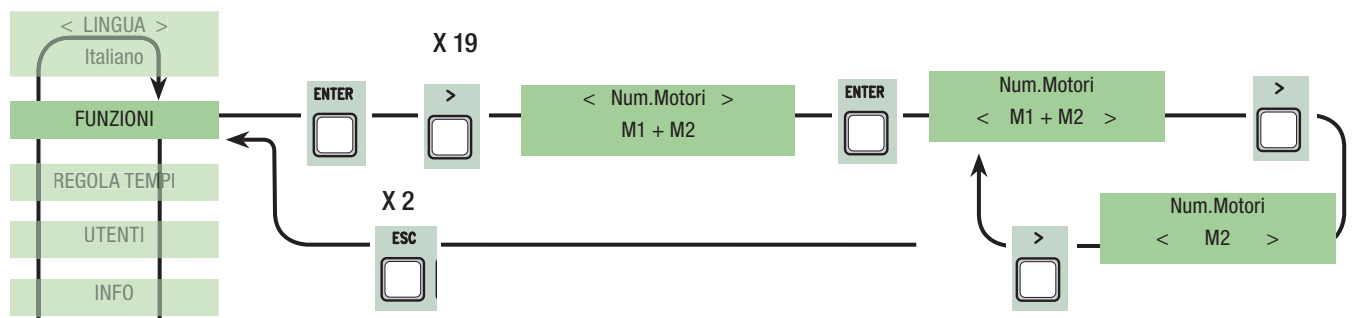 < LINGUA >
Italiano
FUNZIONI
REGOLA TEMPI
UTENTI
INFO
ENTER
X 19
>
< Num.Motori >
M1 + M2
ENTER
Num.Motori
< M1 + M2 >
>
Num.Motori
< M2 >
>
X 2
ESC